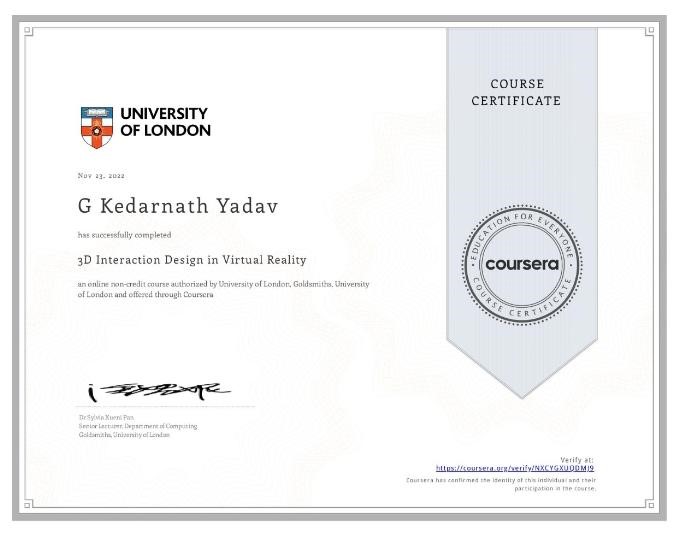 COURSE
CERTIFICATE
UNIVERSITY
OF LONDON
Nov 23, 2022
G Kedarnath Yadav
has successfully completed
3D Interaction Design in Virtual Reality
an online non-credit course authorized by University of London, Goldsmiths, University
of London and offered through Coursera
EDUCATION FOR EVERYONE
coursera
COURSE CERTIFICATE
Dr Sylvia Xueni Pan
Senior Lecturer, Department of Computing
Goldsmiths, University of London
Verify at:
https://coursera.org/verify/NXCYGXUQDMJ9
Coursera has confirmed the identity of this individual and their
participation in the course.